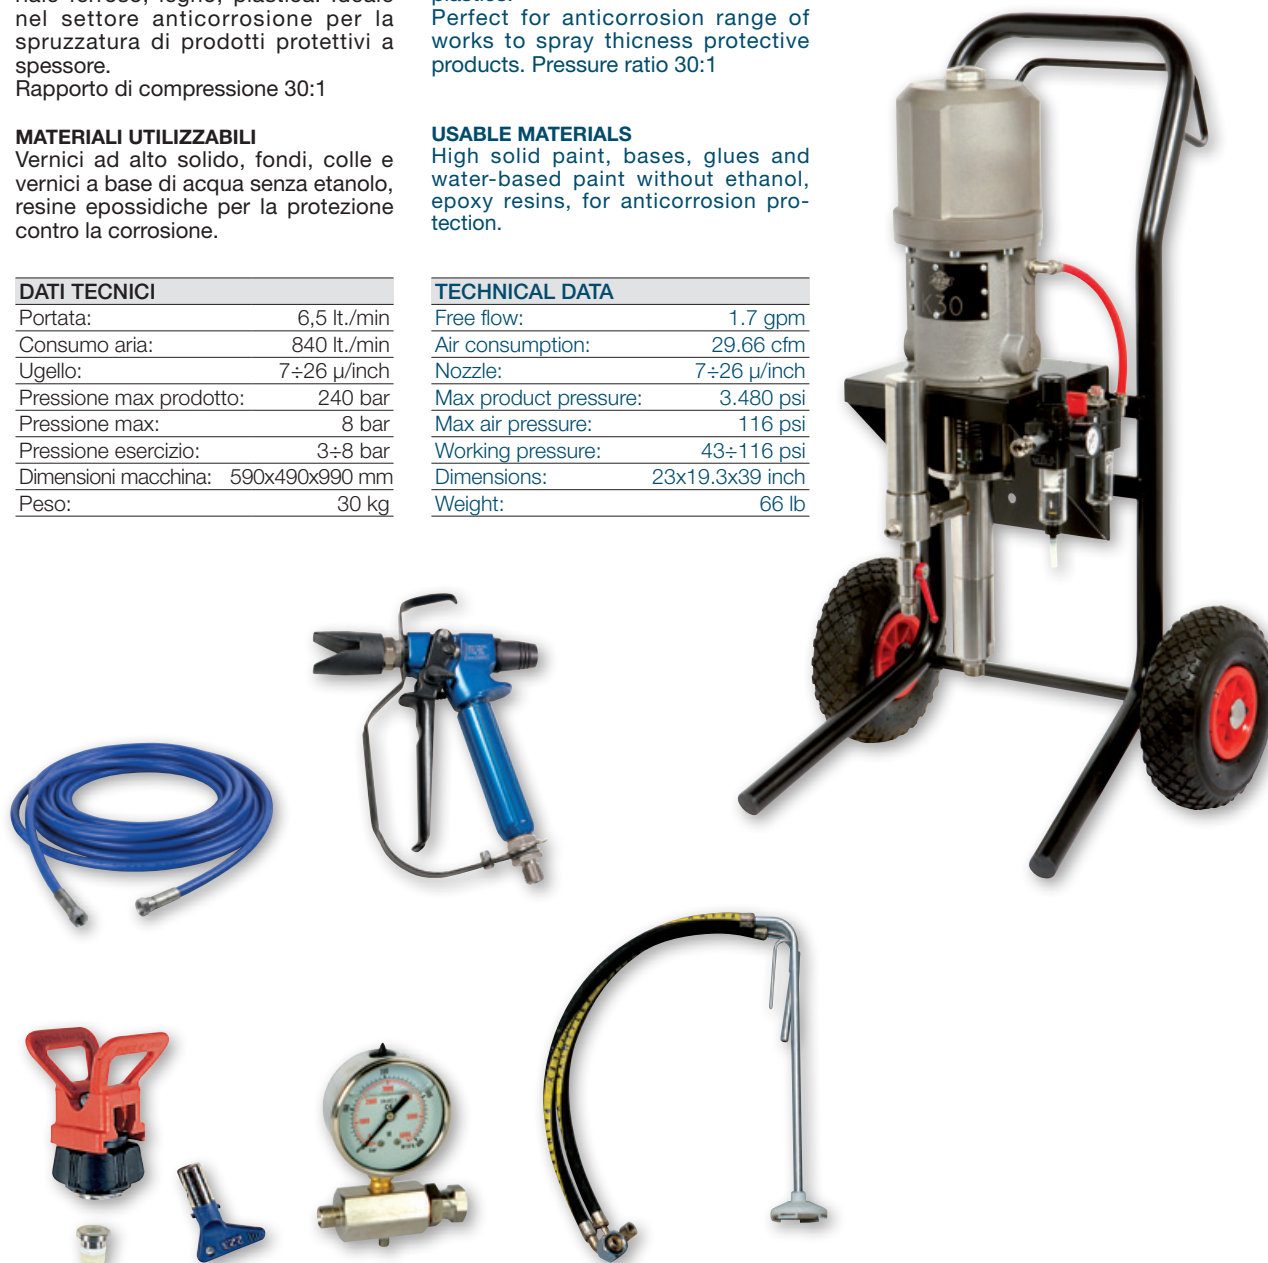 nel settore anticorrosione per la
spruzzatura di prodotti protettivi a
spessore.
Rapporto di compressione 30:1
MATERIALI UTILIZZABILI
Vernici ad alto solido, fondi, colle e
vernici a base di acqua senza etanolo,
resine epossidiche per la protezione
contro la corrosione.
DATI TECNICI
Portata: 6,5 lt./min
Consumo aria: 840 lt./min
Ugello: 7÷26 µ/inch
Pressione max prodotto: 240 bar
Pressione max: 8 bar
Pressione esercizio: 3÷8 bar
Dimensioni macchina: 590x490x990 mm
Peso: 30 kg
Perfect for anticorrosion range of
works to spray thicness protective
products. Pressure ratio 30:1
USABLE MATERIALS
High solid paint, bases, glues and
water-based paint without ethanol,
epoxy resins, for anticorrosion pro-
tection.
TECHNICAL DATA
Free flow: 1.7 gpm
Air consumption: 29.66 cfm
Nozzle: 7÷26 µ/inch
Max product pressure: 3.480 psi
Max air pressure: 116 psi
Working pressure: 43÷116 psi
Dimensions: 23x19.3x39 inch
Weight: 66 lb
K30